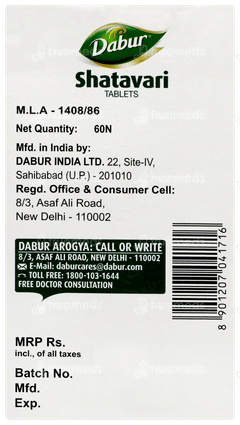 Dabur
Shatavari
TABLETS
M.L.A - 1408/86
Net Quantity: 60N
Mfd. in India by:
DABUR INDIA LTD. 22, Site-IV,
Sahibabad (U.P.) - 201010
Regd. Office & Consumer Cell:
8/3, Asaf Ali Road,
New Delhi - 110002
DABUR AROGYA: CALL OR WRITE
8/3, ASAF ALI ROAD, NEW DELHI - 110002
E-Mail: daburcares@dabur.com
TOLL FREE: 1800-103-1644
FREE DOCTOR CONSULTATION
8 901207 041716
MRP Rs.
incl., of all taxes
Batch No.
Mfd.
Exp.